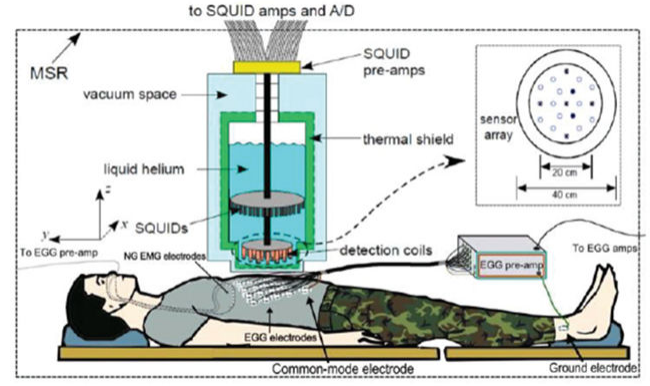 to SQUID amps and A/D
MSR
SQUID
pre-amps
vacuum space
thermal shield
sensor
array
20 cm
40 cm
liquid helium
z
x
y
SQUIDs
detection coils
To EGG pre-amp
NG EMG electrodes
EGG pre-amp
To EGG amps
EGG electrodes
Common-mode electrode
Ground electrode